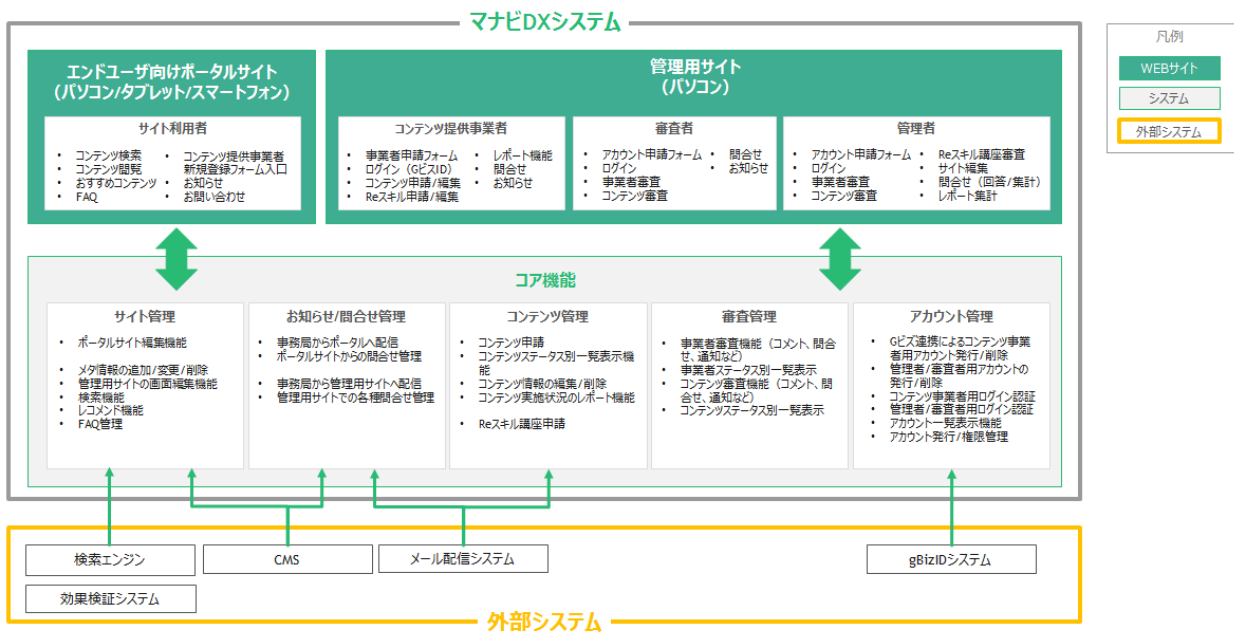 マナビDXシステム
凡例
WEBサイト
システム
外部システム
エンドユーザ向けポータルサイト
(パソコン/タブレット/スマートフォン)
サイト利用者
・ コンテンツ検索
・ コンテンツ閲覧
・ おすすめコンテンツ
・ FAQ
・ コンテンツ提供事業者
新規登録フォーム入口
・ お知らせ
・ お問い合わせ
管理用サイト
(パソコン)
コンテンツ提供事業者
・ 事業者申請フォーム
・ ログイン(GビスID)
・ コンテンツ申請/編集
・ Reスキル申請/編集
・ レポート機能
・ 問合せ
・ お知らせ
審査者
・ アカウント申請フォーム
・ ログイン
・ 事業者審査
・ コンテンツ審査
・ 問合せ
・ お知らせ
管理者
・ アカウント申請フォーム
・ ログイン
・ 事業者審査
・ コンテンツ審査
・ Reスキル講座審査
・ サイト編集
・ 問合せ(回答/集計)
・ レポート集計
コア機能
サイト管理
・ ポータルサイト編集機能
・ メタ情報の追加/変更/削除
・ 管理用サイトの画面編集機能
・ 検索機能
・ レコメンド機能
・ FAQ管理
お知らせ/問合せ管理
・ 事務局からポータルへ配信
・ ポータルサイトからの問合せ管理
・ 事務局から管理用サイトへ配信
・ 管理用サイトでの各種問合せ管理
コンテンツ管理
・ コンテンツ申請
・ コンテンツステータス別一覧表示機
能
・ コンテンツ情報の編集/削除
・ コンテンツ実施状況のレポート機能
・ Reスキル講座申請
審査管理
・ 事業者審査機能(コメント、問合
せ、通知など)
・ 事業者ステータス別一覧表示
・ コンテンツ審査機能(コメント、問
合せ、通知など)
・ コンテンツステータス別一覧表示
アカウント管理
・ Gビズ連携によるコンテンツ事業
者用アカウント発行/削除
・ 管理者/審査者用アカウントの
発行/削除
・ コンテンツ事業者用ログイン認証
・ 管理者/審査者用ログイン認証
・ アカウント一覧表示機能
・ アカウント発行/権限管理
検索エンジン
CMS
メール配信システム
gBizIDシステム
効果検証システム
外部システム